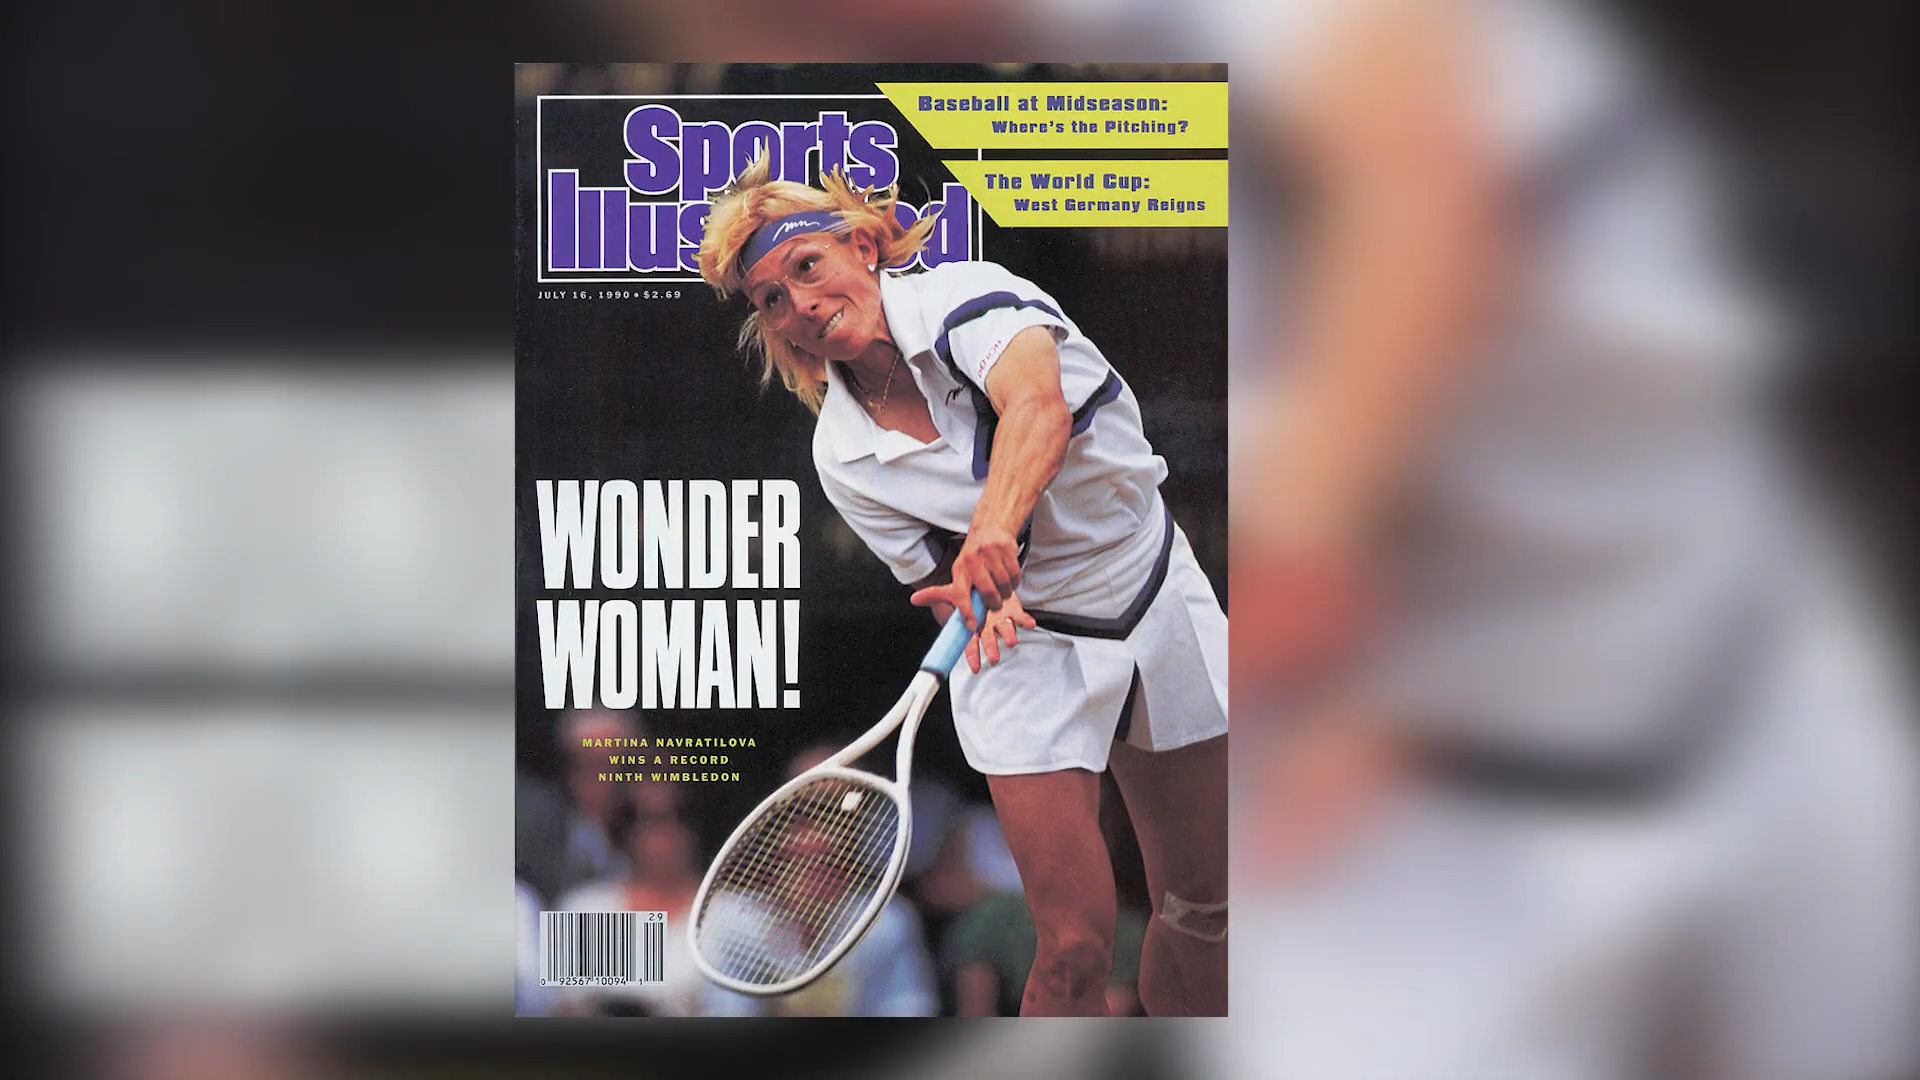 Sports
Illustrated
Baseball at Midseason:
Where's the Pitching?
The World Cup:
West Germany Reigns
JULY 16, 1990 • $2.69
WONDER
WOMAN!
MARTINA NAVRATILOVA
WINS A RECORD
NINTH WIMBLEDON
29
0 92567 10094 1